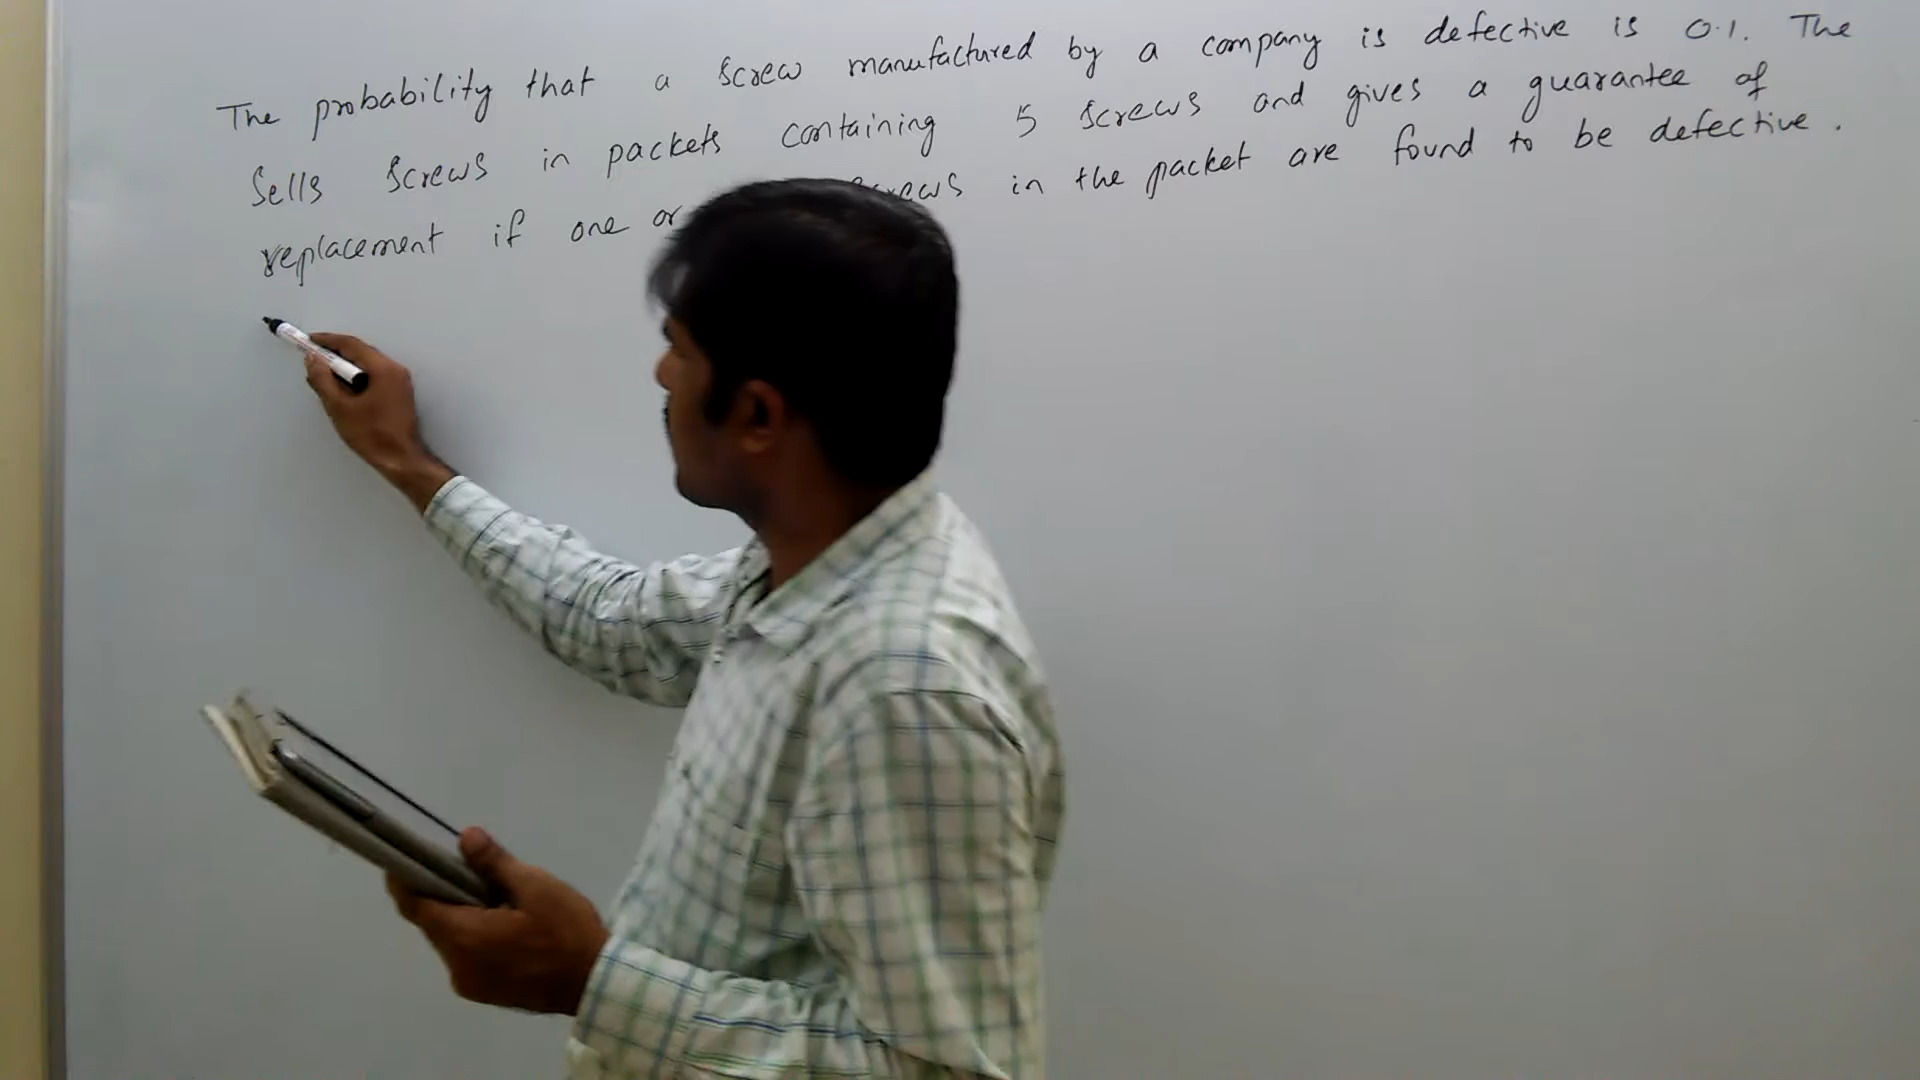 The probability that a screw manufactured by a company is defective is 0.1. The
sells screws in packets containing 5 screws and gives a guarantee of
replacement if one or in the packet are found to be defective.